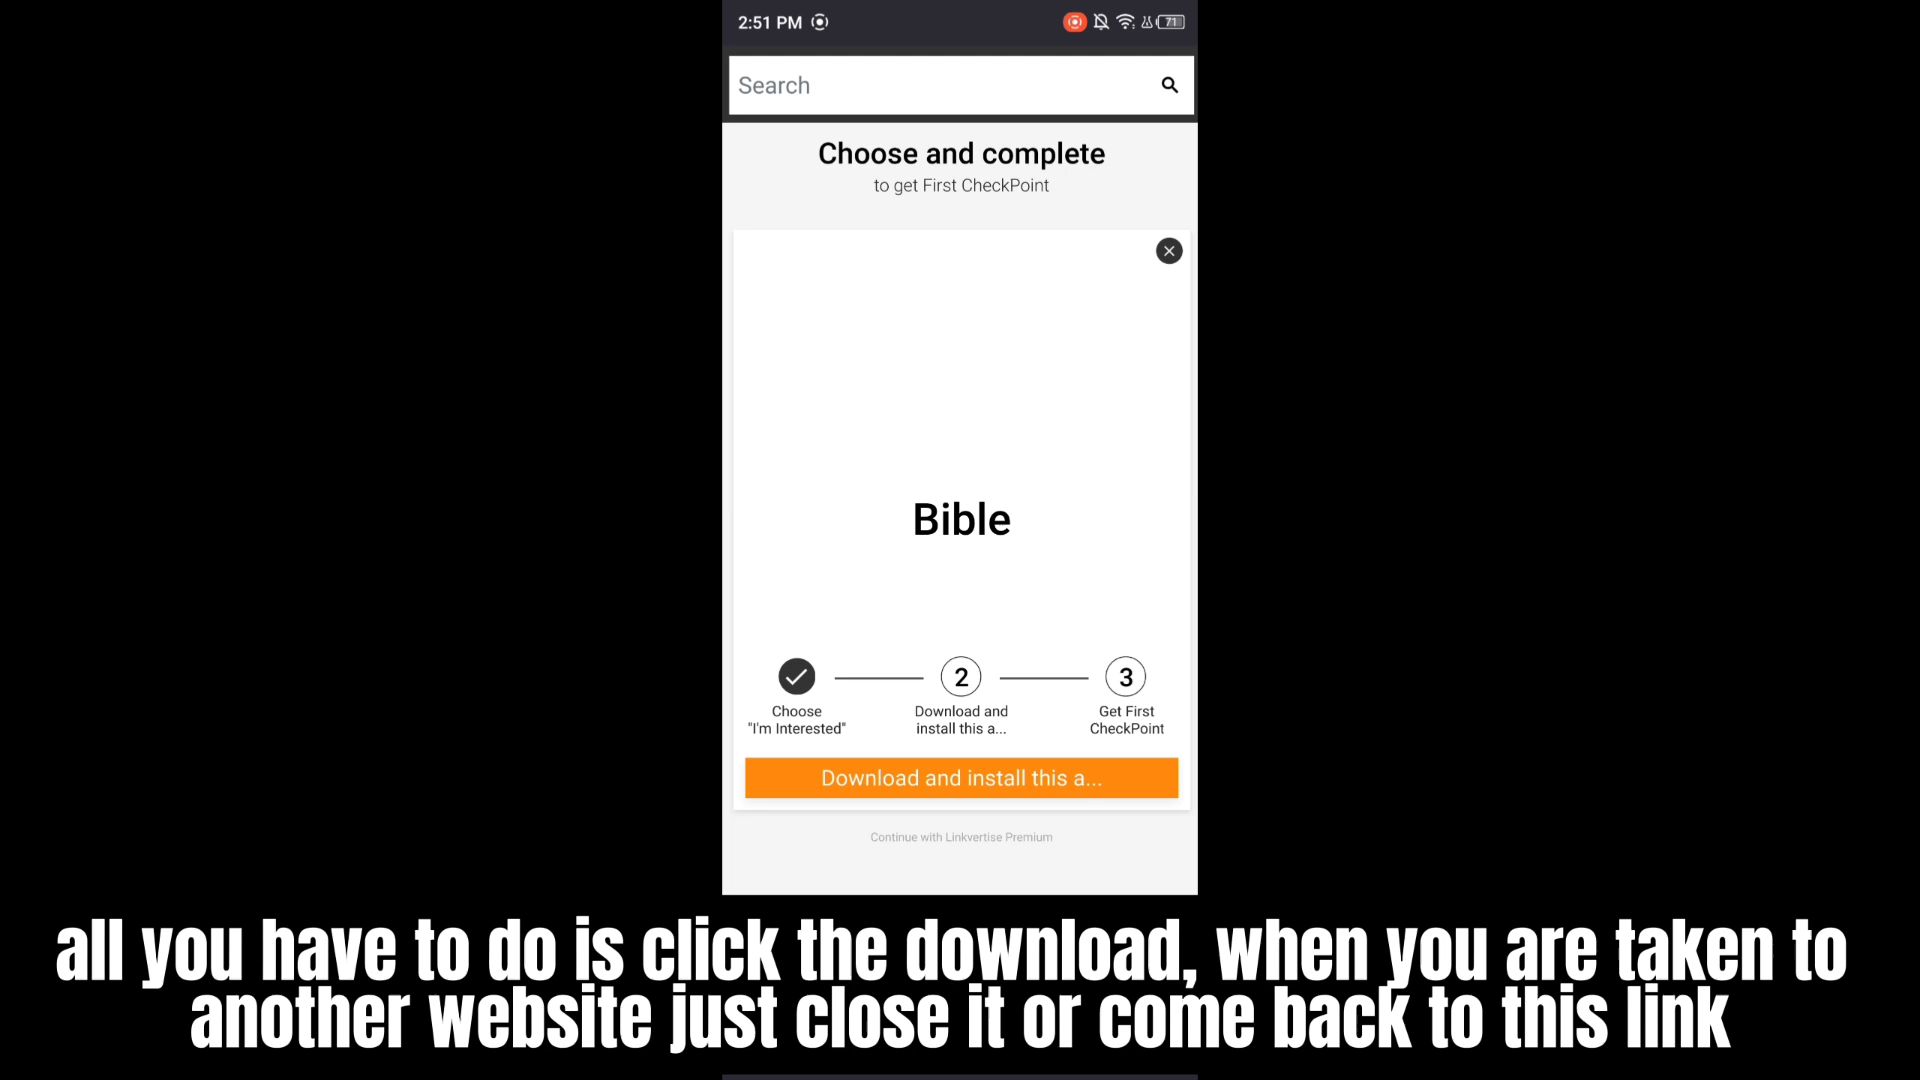 2:51 PM
71
Search
Choose and complete
to get First CheckPoint
Bible
2
3
Choose
"I'm Interested"
Download and
install this a...
Get First
CheckPoint
Download and install this a...
Continue with Linkvertise Premium
all you have to do is click the download, when you are taken to
another website just close it or come back to this link